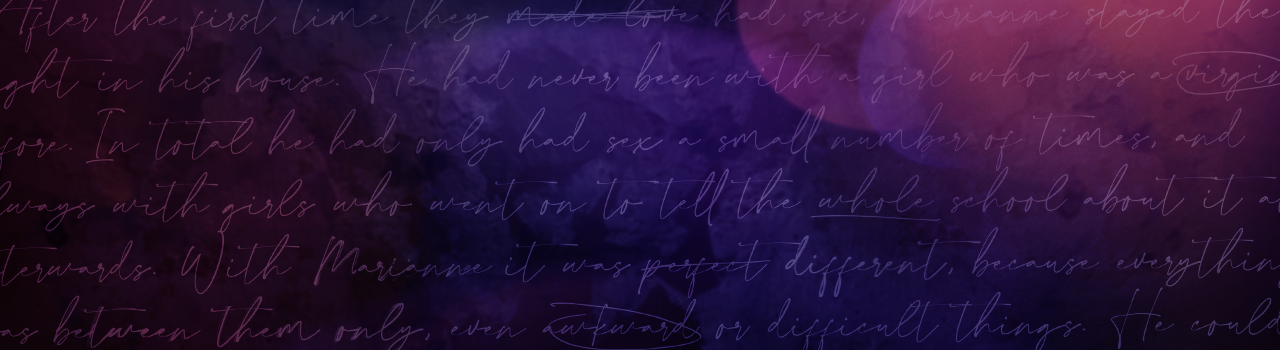 After the first time they made love had sex, Marianne stayed the
ght in his house. He had never been with a girl who was a virgin
fore. In total he had only had sex a small number of times, and
lways with girls who went on to tell the whole school about it a
terwards. With Marianne it was perfect different, because everythin
as between them only, even awkward or difficult things. He could